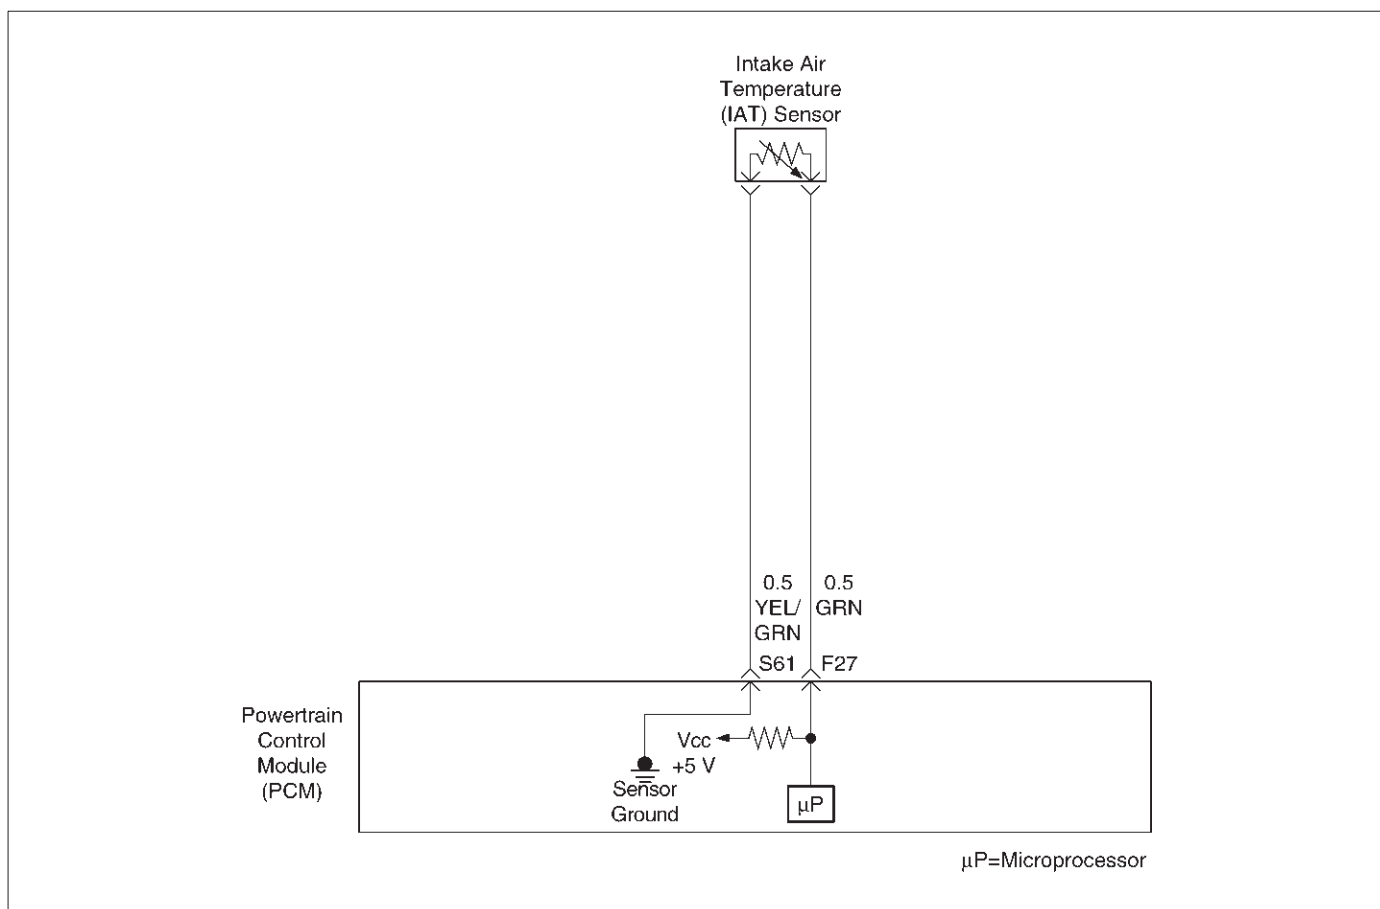 Intake Air
Temperature
(IAT) Sensor
0.5
YEL/
GRN
0.5
GRN
S61
F27
Powertrain
Control
Module
(PCM)
Vcc
+5 V
Sensor
Ground
µP
µP=Microprocessor